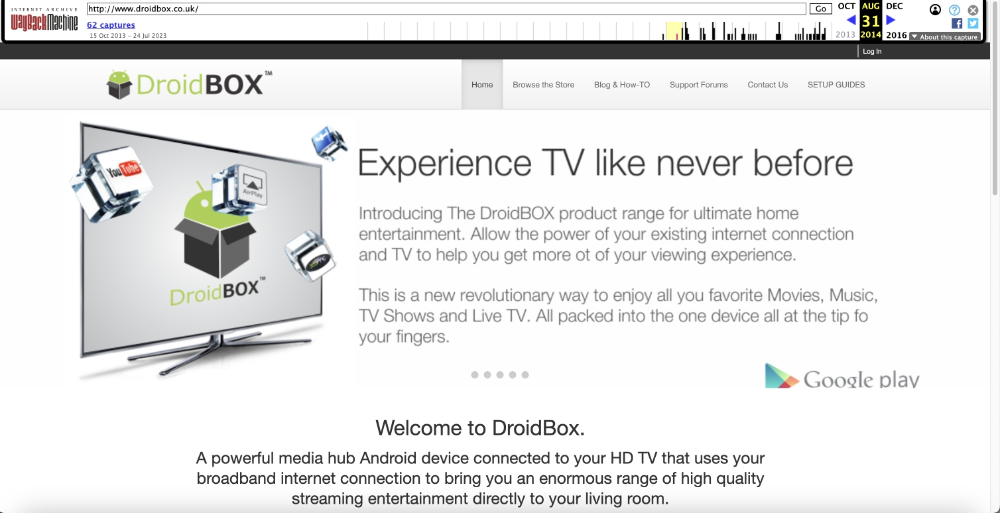 INTERNET ARCHIVE
WayBackMachine
http://www.droidbox.co.uk/
Go
62 captures
15 Oct 2013 – 24 Jul 2023
OCT AUG DEC
31
2013 2014 2016
About this capture
Log In
DroidBOX™
Home
Browse the Store
Blog & How-TO
Support Forums
Contact Us
SETUP GUIDES
YouTube
AirPlay
DroidBOX™
Experience TV like never before
Introducing The DroidBOX product range for ultimate home
entertainment. Allow the power of your existing internet connection
and TV to help you get more ot of your viewing experience.
This is a new revolutionary way to enjoy all you favorite Movies, Music,
TV Shows and Live TV. All packed into the one device all at the tip fo
your fingers.
Google play
Welcome to DroidBox.
A powerful media hub Android device connected to your HD TV that uses your
broadband internet connection to bring you an enormous range of high quality
streaming entertainment directly to your living room.